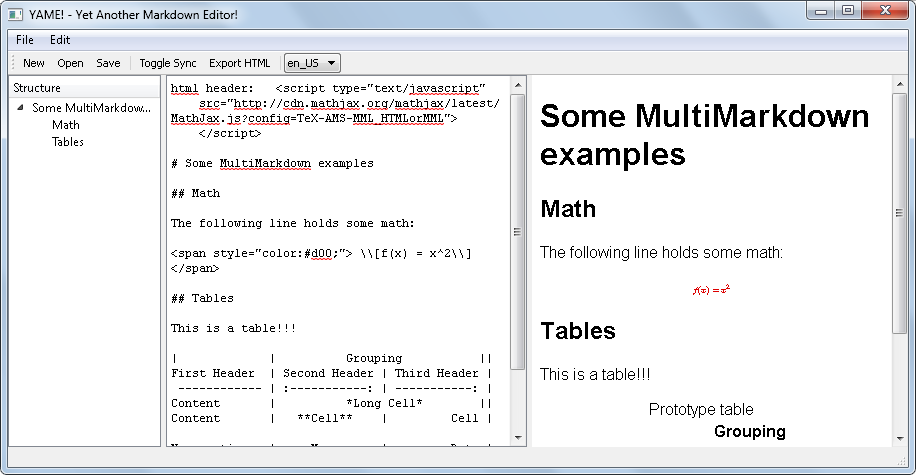 YAME! - Yet Another Markdown Editor!
File Edit
New Open Save Toggle Sync Export HTML en_US
Structure
Some MultiMarkdow...
Math
Tables
html header:   <script type="text/javascript"
    src="http://cdn.mathjax.org/mathjax/latest/
MathJax.js?config=TeX-AMS-MML_HTMLorMML">
    </script>
# Some MultiMarkdown examples
## Math
The following line holds some math:
<span style="color:#d00;"> \\[f(x) = x^2\\]
</span>
## Tables
This is a table!!!
|             |          Grouping           ||
First Header  | Second Header | Third Header |
 ------------ | :-----------: | -----------: |
Content       |          *Long Cell*        ||
Content       |   **Cell**    |         Cell |
Some MultiMarkdown
examples
Math
The following line holds some math:
f(x) = x²
Tables
This is a table!!!
Prototype table
Grouping